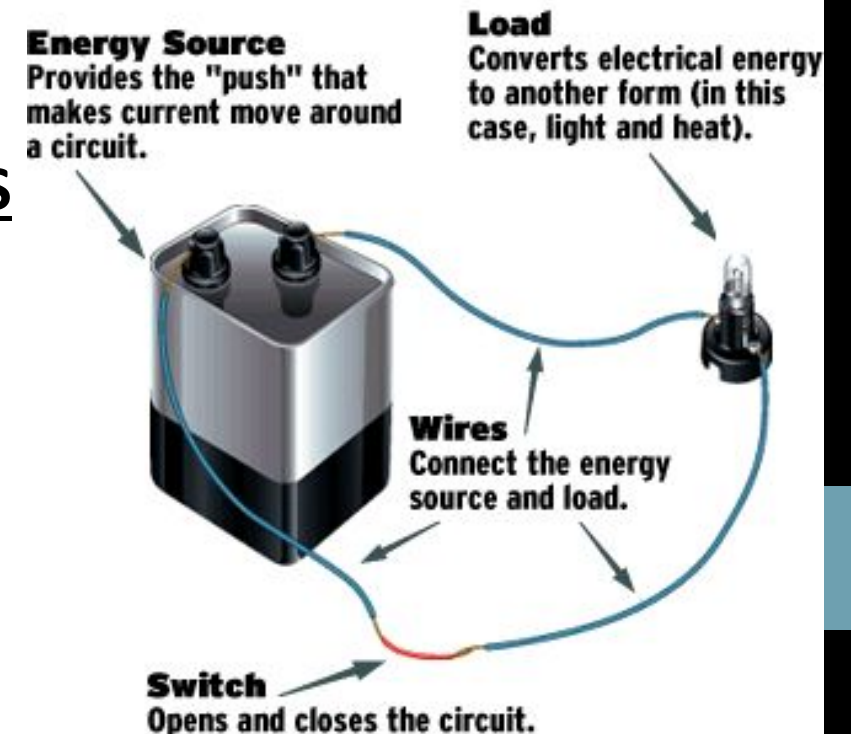 Energy Source
Provides the "push" that
makes current move around
a circuit.
Load
Converts electrical energy
to another form (in this
case, light and heat).
S
Wires
Connect the energy
source and load.
Switch
Opens and closes the circuit.